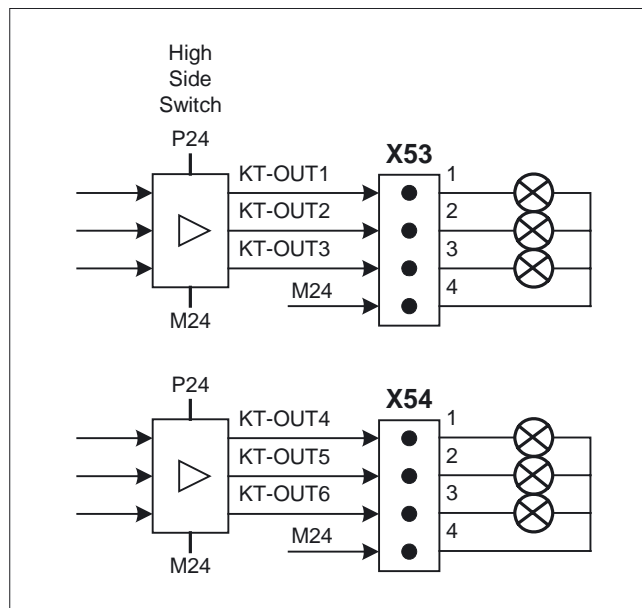 High
Side
Switch
P24
X53
KT-OUT1
1
KT-OUT2
2
KT-OUT3
3
M24
4
M24
P24
X54
KT-OUT4
1
KT-OUT5
2
KT-OUT6
3
M24
4
M24